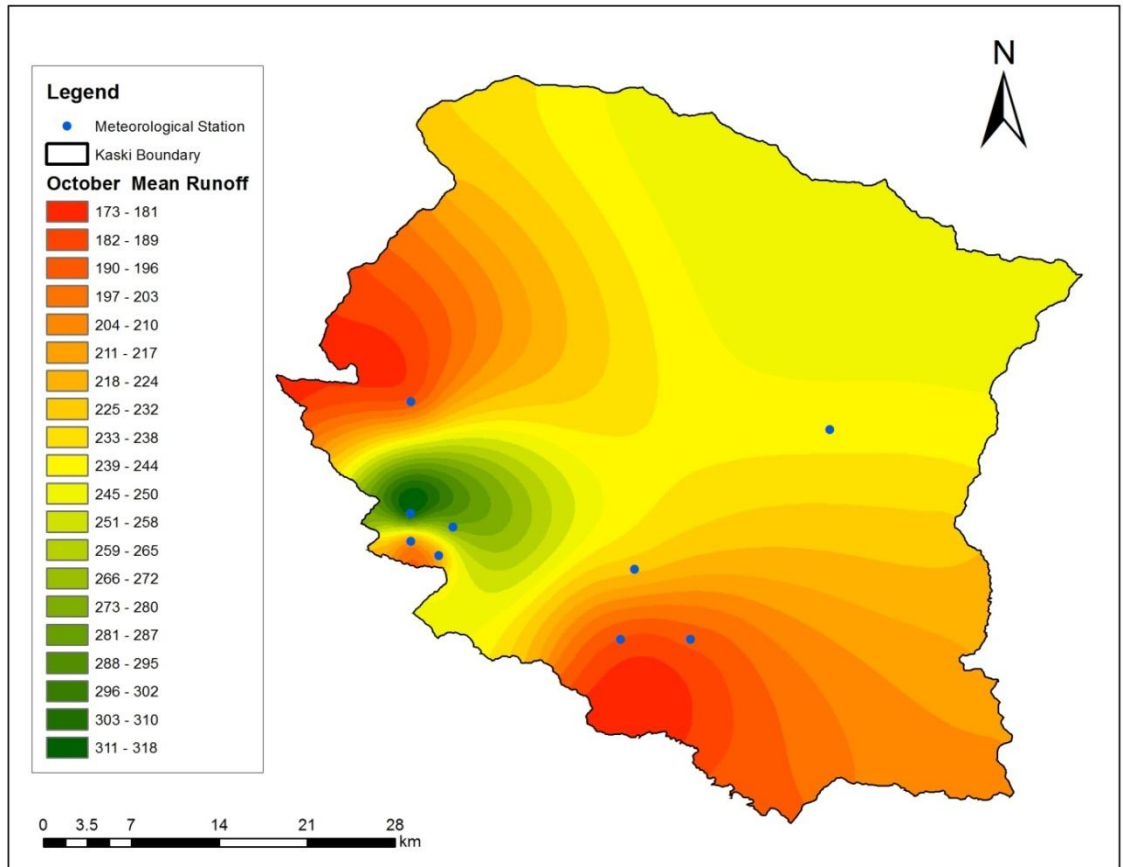 N
Legend
Meteorological Station
Kaski Boundary
October Mean Runoff
173 - 181
182 - 189
190 - 196
197 - 203
204 - 210
211 - 217
218 - 224
225 - 232
233 - 238
239 - 244
245 - 250
251 - 258
259 - 265
266 - 272
273 - 280
281 - 287
288 - 295
296 - 302
303 - 310
311 - 318
0 3.5 7 14 21 28
km